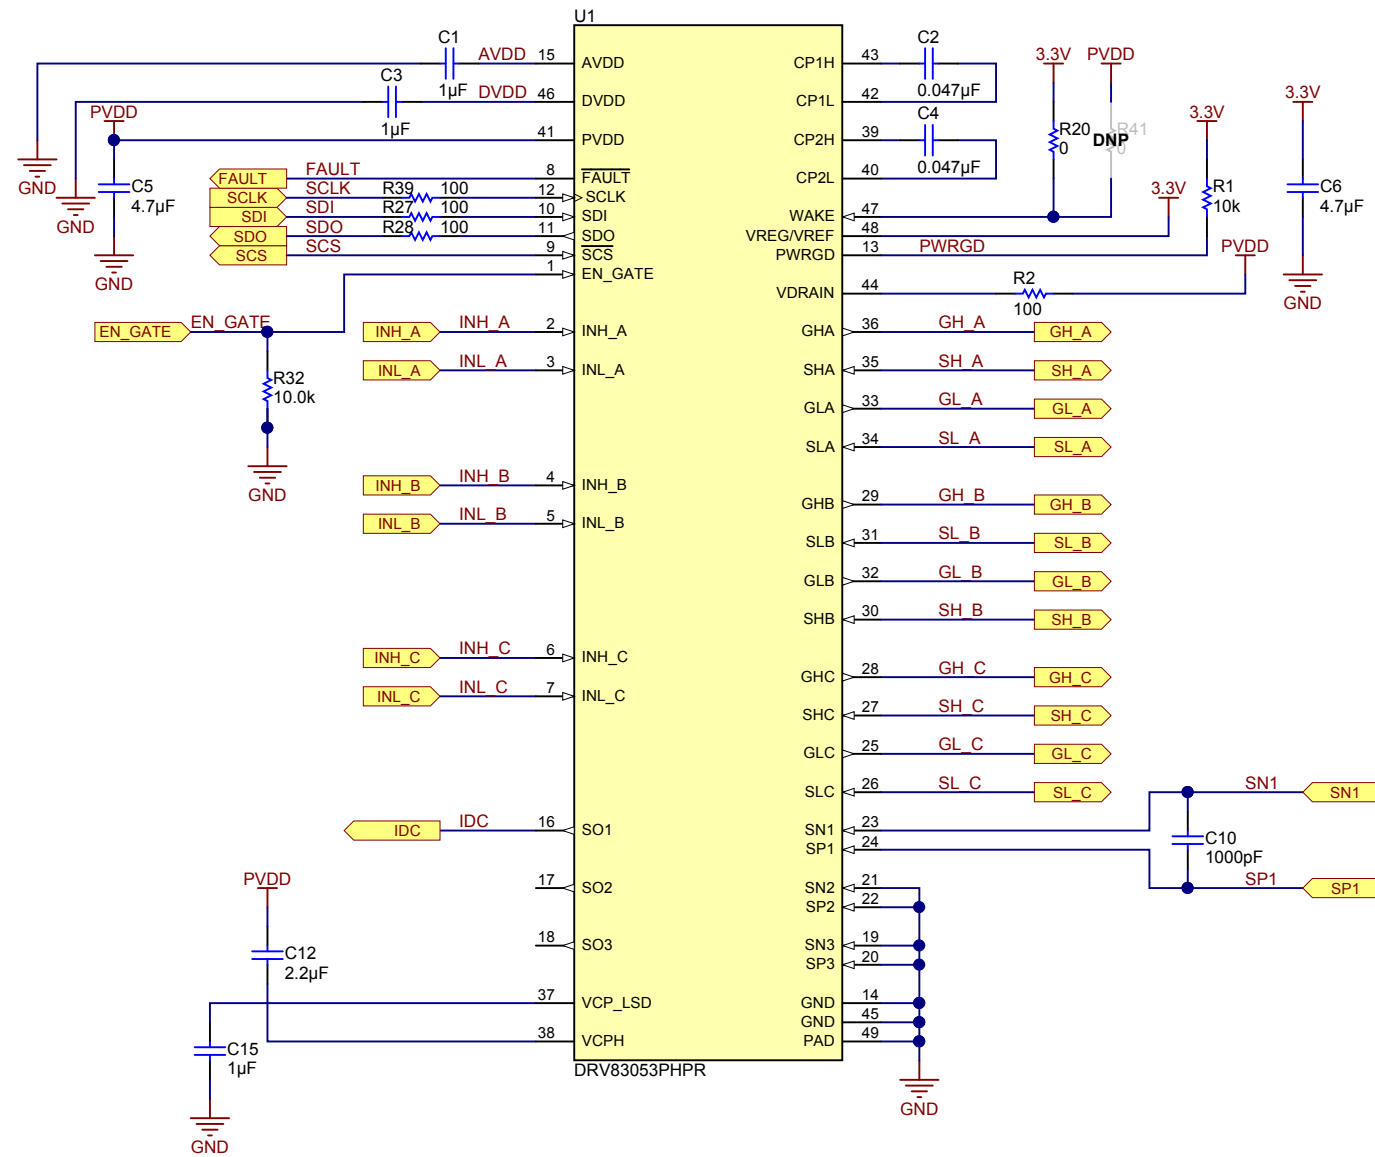 U1
C1
AVDD 15 AVDD
1µF
C3
DVDD 46 DVDD
1µF
PVDD
41 PVDD
GND
GND
C5
4.7µF
GND
FAULT FAULT 8 FAULT
SCLK SCLK R39 100 12 SCLK
SDI SDI R27 100 10 SDI
SDO SDO R28 100 11 SDO
SCS SCS 9 SCS
1 EN_GATE
EN_GATE EN_GATE
R32
10.0k
GND
INH_A INH_A 2 INH_A
INL_A INL_A 3 INL_A
INH_B INH_B 4 INH_B
INL_B INL_B 5 INL_B
INH_C INH_C 6 INH_C
INL_C INL_C 7 INL_C
IDC IDC 16 SO1
17 SO2
18 SO3
PVDD
C12
2.2µF
37 VCP_LSD
38 VCPH
C15
1µF
GND
DRV83053PHPR
CP1H 43 C2
0.047µF
CP1L 42
CP2H 39 C4
0.047µF
CP2L 40
3.3V PVDD
R20
0
R41
0
DNP
WAKE 47
VREG/VREF 48 3.3V
PWRGD 13 PWRGD
3.3V
R1
10k
3.3V
C6
4.7µF
GND
PVDD
VDRAIN 44 R2
100
GHA 36 GH_A GH_A
SHA 35 SH_A SH_A
GLA 33 GL_A GL_A
SLA 34 SL_A SL_A
GHB 29 GH_B GH_B
SLB 31 SL_B SL_B
GLB 32 GL_B GL_B
SHB 30 SH_B SH_B
GHC 28 GH_C GH_C
SHC 27 SH_C SH_C
GLC 25 GL_C GL_C
SLC 26 SL_C SL_C
SN1 SN1
SN1 23
SP1 24
C10
1000pF
SP1 SP1
SN2 21
SP2 22
SN3 19
SP3 20
GND 14
GND 45
PAD 49
GND